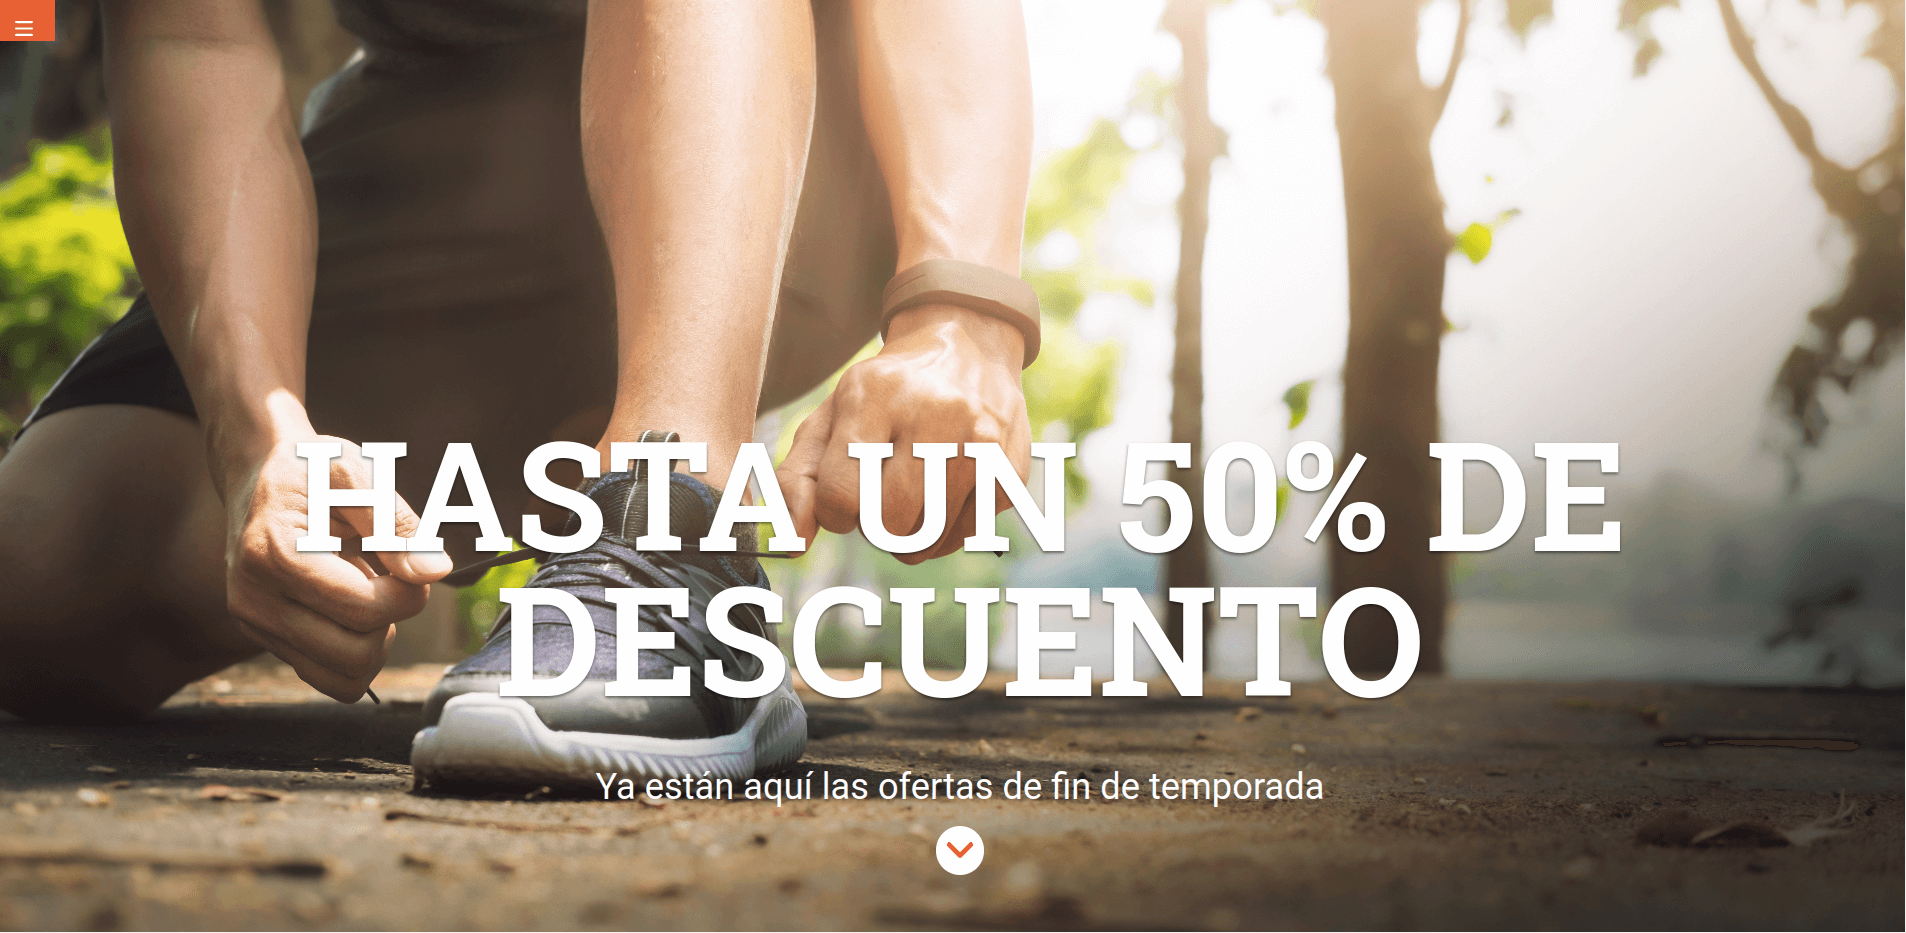 HASTA UN 50% DE
DESCUENTO
Ya están aquí las ofertas de fin de temporada